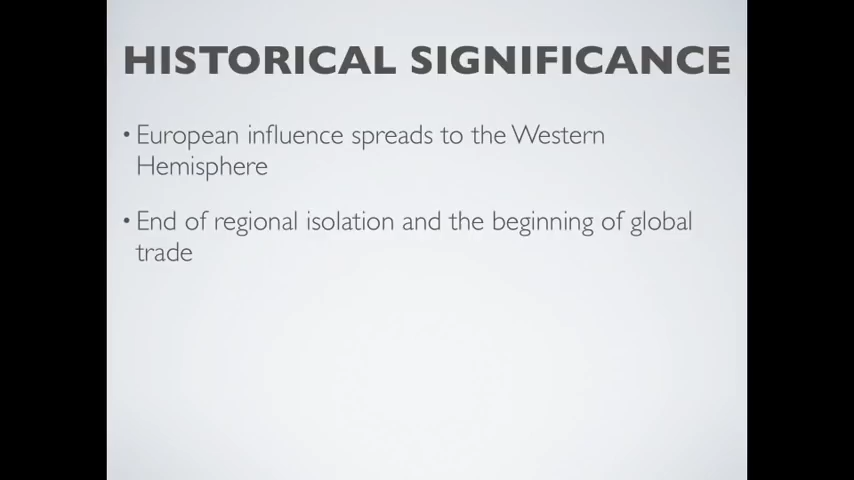 HISTORICAL SIGNIFICANCE
• European influence spreads to the Western
Hemisphere
• End of regional isolation and the beginning of global
trade